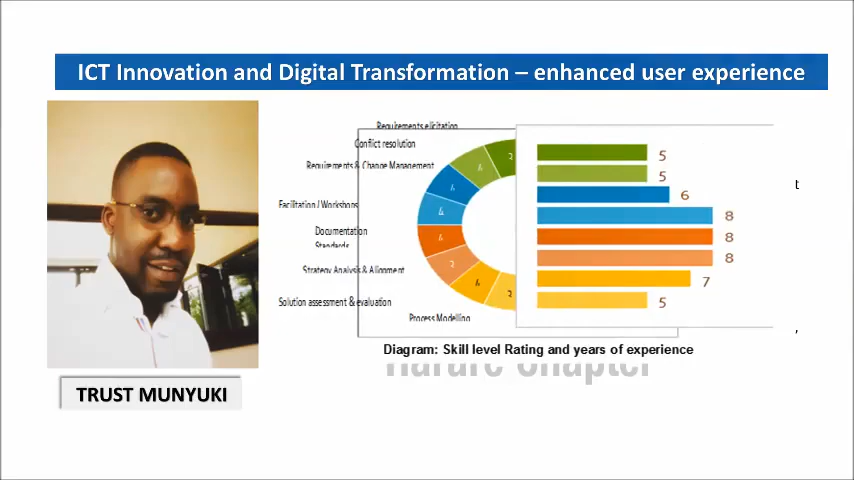 ICT Innovation and Digital Transformation – enhanced user experience
Requirements elicitation
Conflict resolution
Requirements & Change Management
Facilitation / Workshops
Documentation
Standards
Strategy Analysis & Alignment
Solution assessment & evaluation
Process Modelling
5
5
6
8
8
8
7
5
Diagram: Skill level Rating and years of experience
Harare Chapter
TRUST MUNYUKI